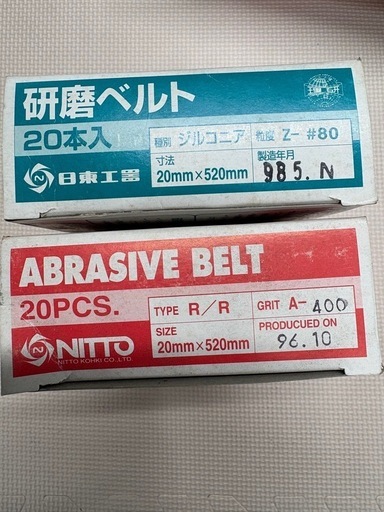 研磨ベルト
20本入
種別 ジルコニア 粒度 Z- #80
寸法 製造年月
20mm×520mm 985.N
日東工器
ABRASIVE BELT
20PCS.
TYPE R/R GRIT A- 400
SIZE PRODUCUED ON
20mm×520mm 96.10
NITTO
NITTO KOHKI CO.,LTD.